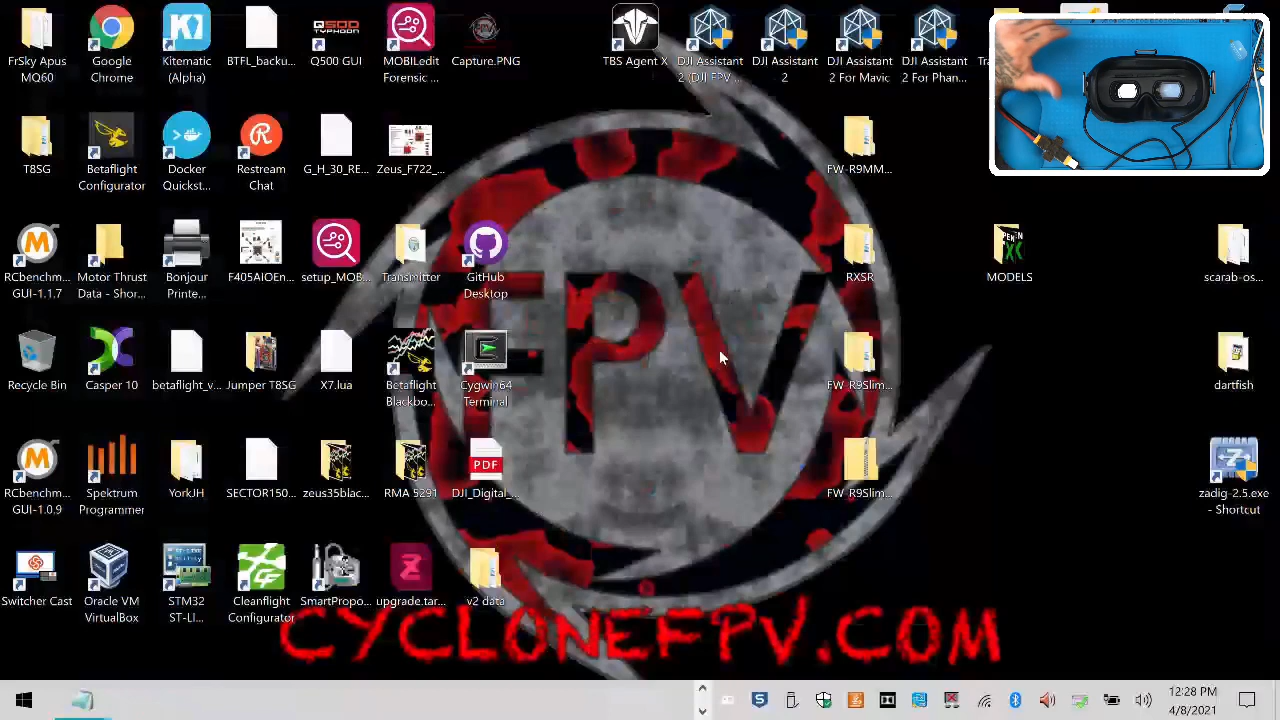 FrSky Apus
MQ60
Google
Chrome
Kitematic
(Alpha)
BTFL_backu...
Q500 GUI
MOBILedit
Forensic ...
Capture.PNG
TBS Agent X
DJI Assistant
2 (DJI FPV ...
DJI Assistant
2
DJI Assistant
2 For Mavic
DJI Assistant
2 For Phan...
T8SG
Betaflight
Configurator
Docker
Quickst...
Restream
Chat
G_H_30_RE...
Zeus_F722_...
FW-R9MM...
RCbenchm...
GUI-1.1.7
Motor Thrust
Data - Shor...
Bonjour
Printe...
F405AIOEn...
setup_MOB...
Transmitter
GitHub
Desktop
RXSR
MODELS
scarab-os...
Recycle Bin
Casper 10
betaflight_v...
Jumper T8SG
X7.lua
Betaflight
Blackbo...
Cygwin64
Terminal
FW-R9Slim...
dartfish
RCbenchm...
GUI-1.0.9
Spektrum
Programmer
YorkJH
SECTOR150...
zeus35blac...
RMA 5291
PDF
DJI_Digital_...
FW-R9Slim...
zadig-2.5.exe
- Shortcut
Switcher Cast
Oracle VM
VirtualBox
STM32
ST-LI...
Cleanflight
Configurator
SmartPropo...
upgrade.tar...
v2 data
FPV
CYCLONEFPV.COM
12:28 PM
4/8/2021